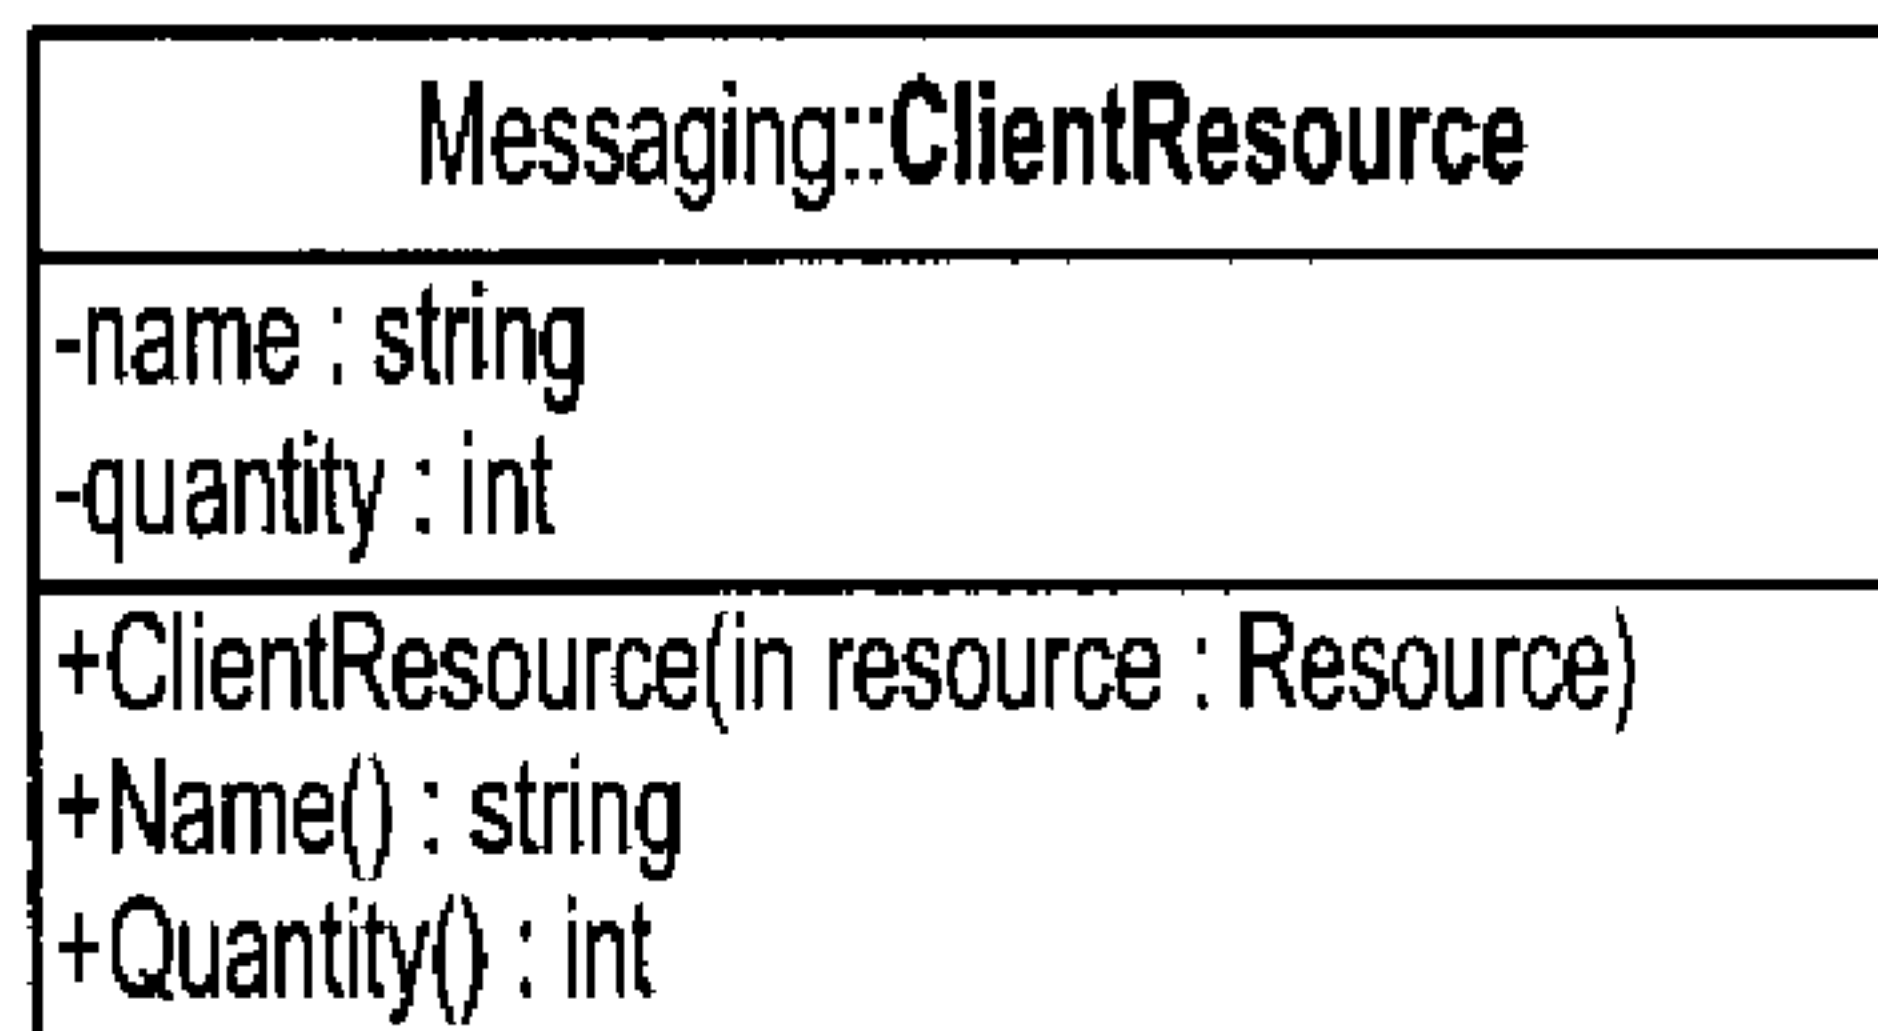 Messaging::ClientResource
-name : string
-quantity : int
+ClientResource(in resource : Resource)
+Name() : string
+Quantity() : int